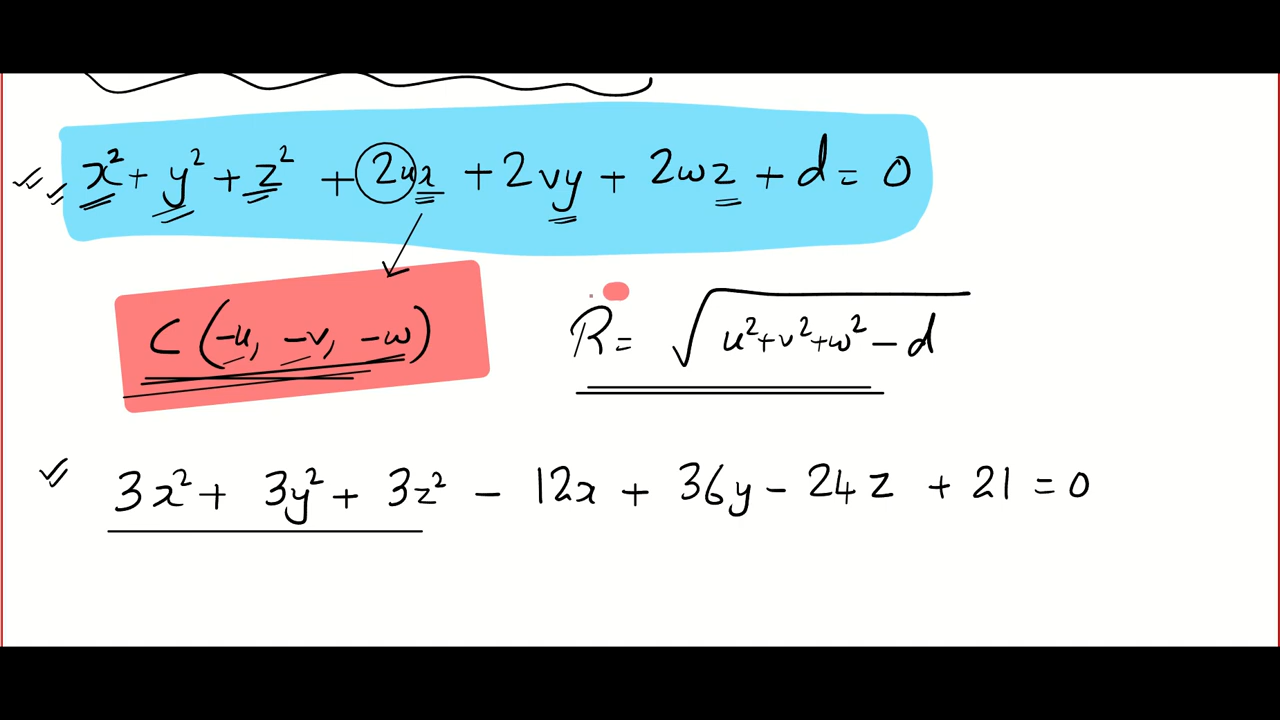 x² + y² + z² + 2ux + 2vy + 2wz + d = 0
C (-u, -v, -w) R = √(u²+v²+w² - d)
3x² + 3y² + 3z² - 12x + 36y - 24z + 21 = 0